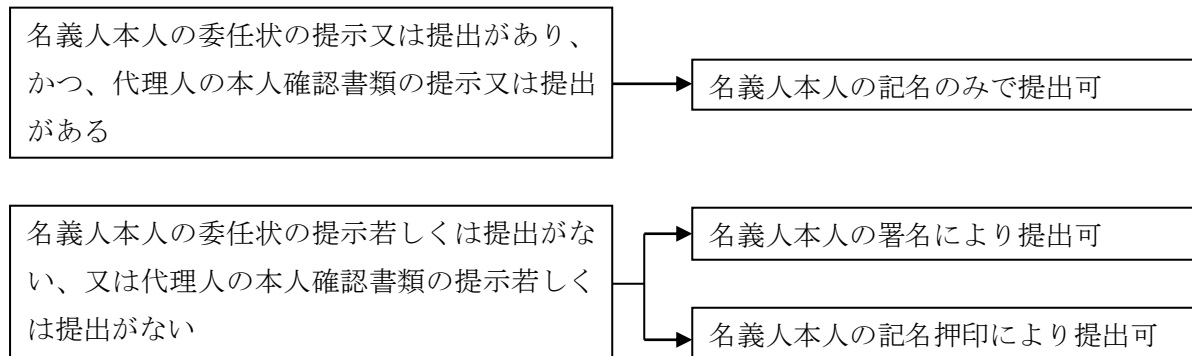 名義人本人の委任状の提示又は提出があり、
かつ、代理人の本人確認書類の提示又は提出
がある
名義人本人の記名のみで提出可
名義人本人の委任状の提示若しくは提出がな
い、又は代理人の本人確認書類の提示若しく
は提出がない
名義人本人の署名により提出可
名義人本人の記名押印により提出可